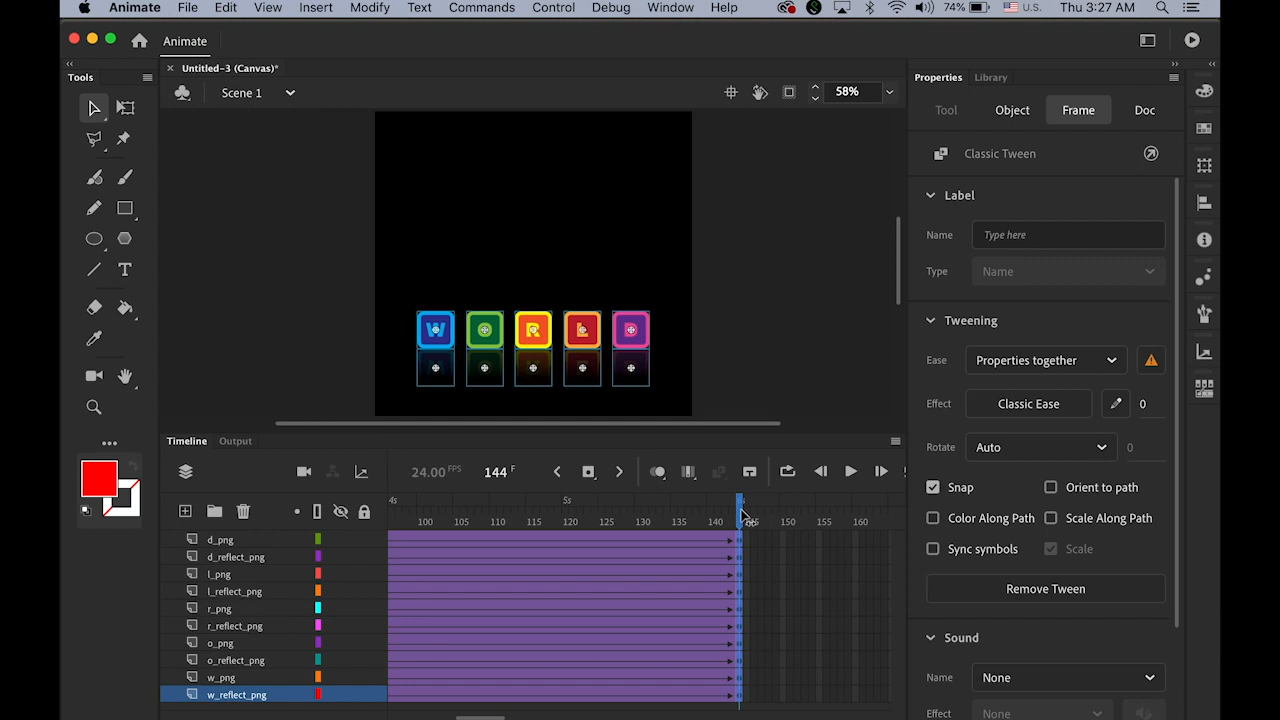 Animate File Edit View Insert Modify Text Commands Control Debug Window Help 74% U.S. Thu 3:27 AM
Animate
Tools
Untitled-3 (Canvas)*
Properties Library
Scene 1 58%
Tool Object Frame Doc
Classic Tween
Label
Name Type here
Type Name
Tweening
W O R L D
Ease Properties together
Effect Classic Ease 0
Timeline Output
Rotate Auto 0
144 F
24.00 FPS
Snap Orient to path
4s 5s
Color Along Path Scale Along Path
100 105 110 115 120 125 130 135 140 150 155 160
Sync symbols Scale
d_png
d_reflect_png
l_png
l_reflect_png
Remove Tween
r_png
r_reflect_png
o_png
Sound
o_reflect_png
w_png
Name None
w_reflect_png
Effect None